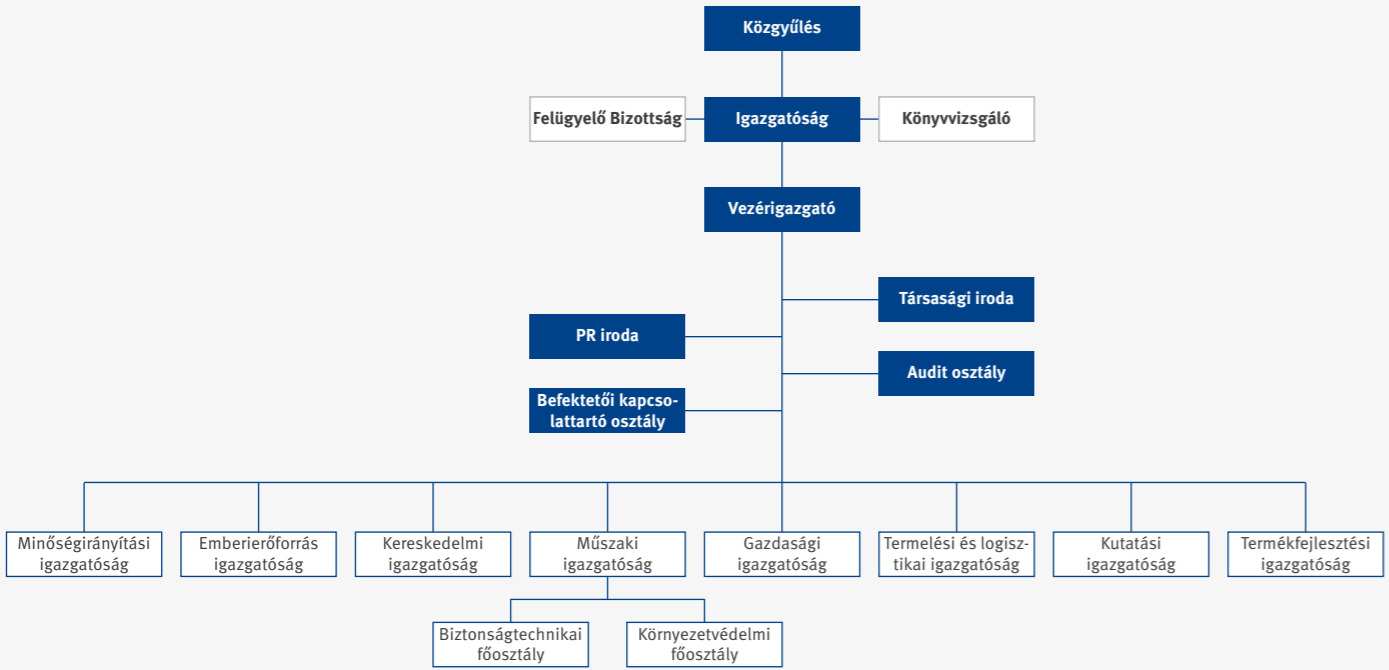 Közgyűlés
Felügyelő Bizottság
Igazgatóság
Könyvvizsgáló
Vezérigazgató
Társasági iroda
PR iroda
Audit osztály
Befektetői kapcso-
lattartó osztály
Minőségirányítási
igazgatóság
Emberierőforrás
igazgatóság
Kereskedelmi
igazgatóság
Műszaki
igazgatóság
Gazdasági
igazgatóság
Termelési és logisz-
tikai igazgatóság
Kutatási
igazgatóság
Termékfejlesztési
igazgatóság
Biztonságtechnikai
főosztály
Környezetvédelmi
főosztály